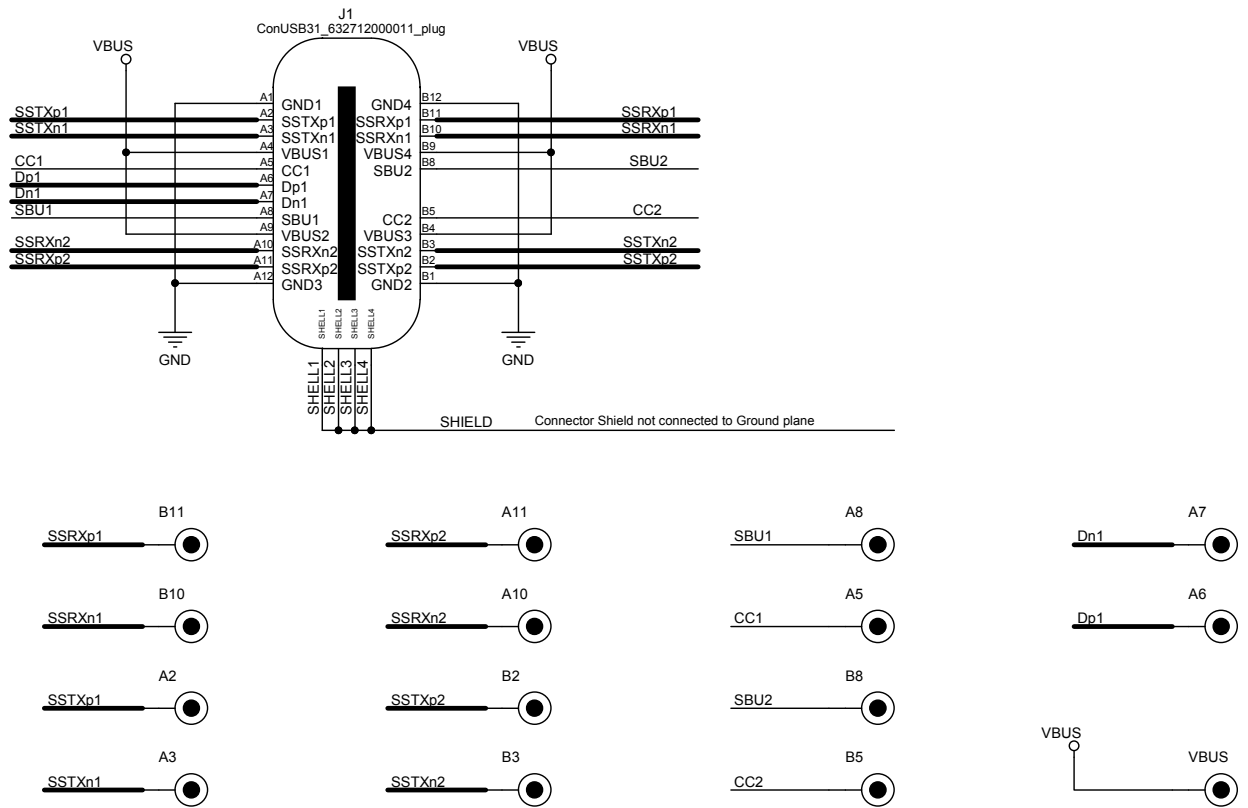 J1
ConUSB31_632712000011_plug
VBUS
VBUS
A1 GND1 GND4 B12
SSTXp1 A2 SSTXp1 SSRXp1 B11 SSRXp1
SSTXn1 A3 SSTXn1 SSRXn1 B10 SSRXn1
A4 VBUS1 VBUS4 B9
CC1 A5 CC1 SBU2 B8 SBU2
Dp1 A6 Dp1
Dn1 A7 Dn1
SBU1 A8 SBU1 CC2 B5 CC2
A9 VBUS2 VBUS3 B4
SSRXn2 A10 SSRXn2 SSTXn2 B3 SSTXn2
SSRXp2 A11 SSRXp2 SSTXp2 B2 SSTXp2
A12 GND3 GND2 B1
SHELL1 SHELL2 SHELL3 SHELL4
GND
GND
SHELL1
SHELL2
SHELL3
SHELL4
SHIELD Connector Shield not connected to Ground plane
B11 A11 A8 A7
SSRXp1 SSRXp2 SBU1 Dn1
B10 A10 A5 A6
SSRXn1 SSRXn2 CC1 Dp1
A2 B2 B8
SSTXp1 SSTXp2 SBU2
VBUS
A3 B3 B5 VBUS
SSTXn1 SSTXn2 CC2